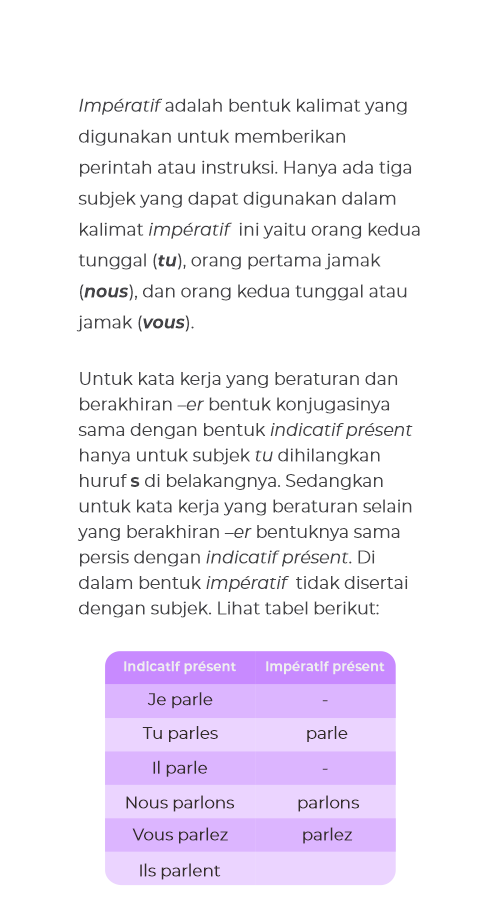 Impératif adalah bentuk kalimat yang
digunakan untuk memberikan
perintah atau instruksi. Hanya ada tiga
subjek yang dapat digunakan dalam
kalimat impératif ini yaitu orang kedua
tunggal (tu), orang pertama jamak
(nous), dan orang kedua tunggal atau
jamak (vous).
Untuk kata kerja yang beraturan dan
berakhiran –er bentuk konjugasinya
sama dengan bentuk indicatif présent
hanya untuk subjek tu dihilangkan
huruf s di belakangnya. Sedangkan
untuk kata kerja yang beraturan selain
yang berakhiran –er bentuknya sama
persis dengan indicatif présent. Di
dalam bentuk impératif tidak disertai
dengan subjek. Lihat tabel berikut:
Indicatif présent Impératif présent
Je parle -
Tu parles parle
Il parle -
Nous parlons parlons
Vous parlez parlez
Ils parlent